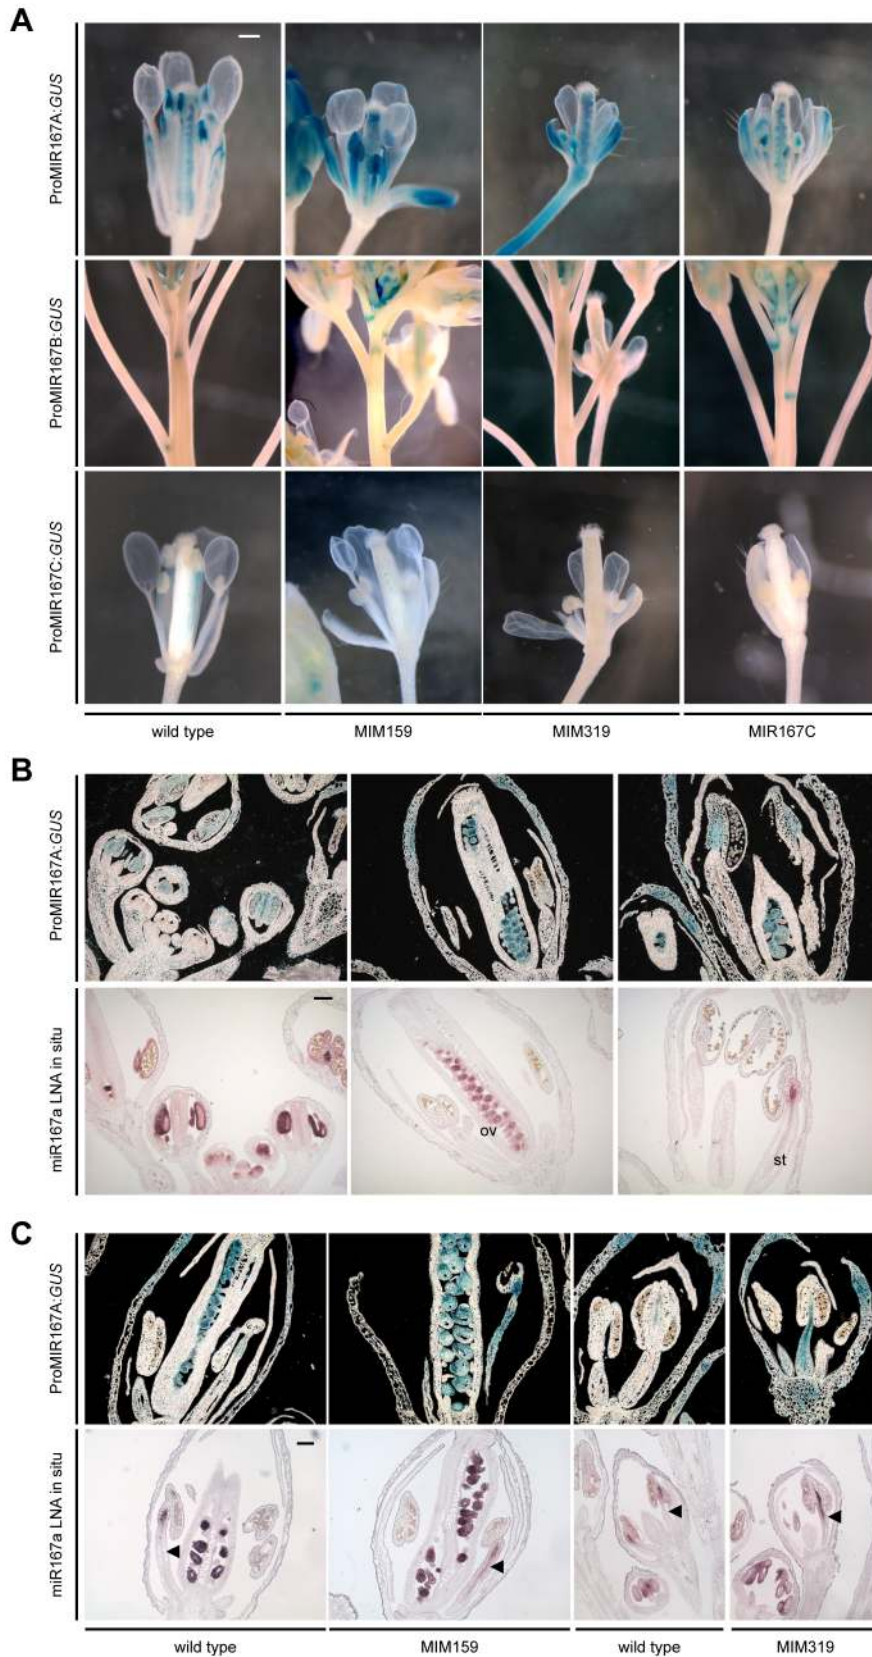 A
ProMIR167A:GUS
ProMIR167B:GUS
ProMIR167C:GUS
wild type
MIM159
MIM319
MIR167C
B
ProMIR167A:GUS
miR167a LNA in situ
ov
st
C
ProMIR167A:GUS
miR167a LNA in situ
wild type
MIM159
wild type
MIM319